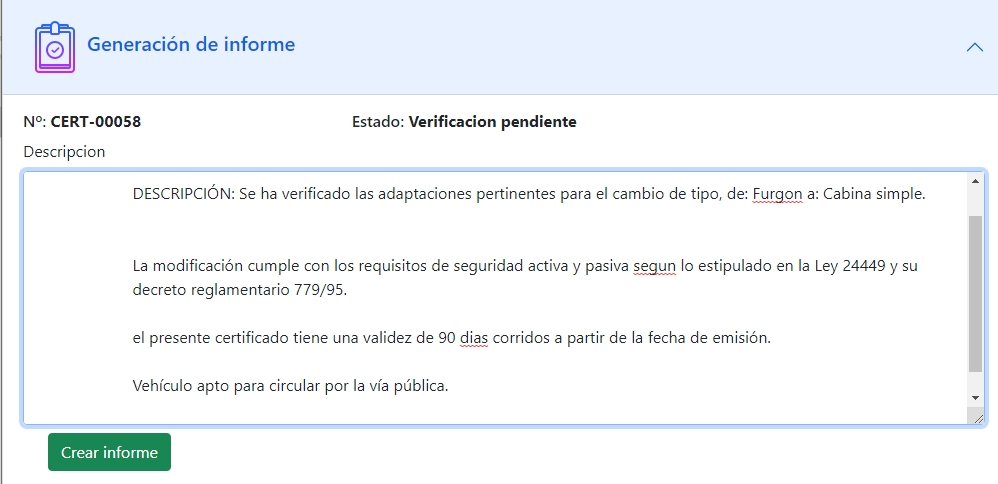 Generación de informe
Nº: CERT-00058
Estado: Verificacion pendiente
Descripcion
DESCRIPCIÓN: Se ha verificado las adaptaciones pertinentes para el cambio de tipo, de: Furgon a: Cabina simple.
La modificación cumple con los requisitos de seguridad activa y pasiva segun lo estipulado en la Ley 24449 y su
decreto reglamentario 779/95.
el presente certificado tiene una validez de 90 dias corridos a partir de la fecha de emisión.
Vehículo apto para circular por la vía pública.
Crear informe